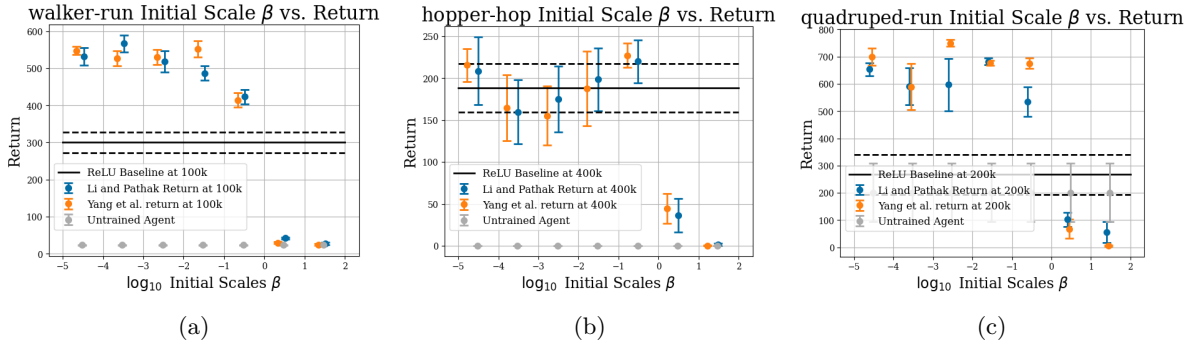 walker-run Initial Scale β vs. Return
600
500
400
300
200
100
0
Return
ReLU Baseline at 100k
Li and Pathak Return at 100k
Yang et al. return at 100k
Untrained Agent
−5 −4 −3 −2 −1 0 1 2
log10 Initial Scales β
(a)
hopper-hop Initial Scale β vs. Return
250
200
150
100
50
0
Return
ReLU Baseline at 400k
Li and Pathak Return at 400k
Yang et al. return at 400k
Untrained Agent
−5 −4 −3 −2 −1 0 1 2
log10 Initial Scales β
(b)
quadruped-run Initial Scale β vs. Return
800
700
600
500
400
300
200
100
0
Return
ReLU Baseline at 200k
Li and Pathak Return at 200k
Yang et al. return at 200k
Untrained Agent
−5 −4 −3 −2 −1 0 1 2
log10 Initial Scales β
(c)